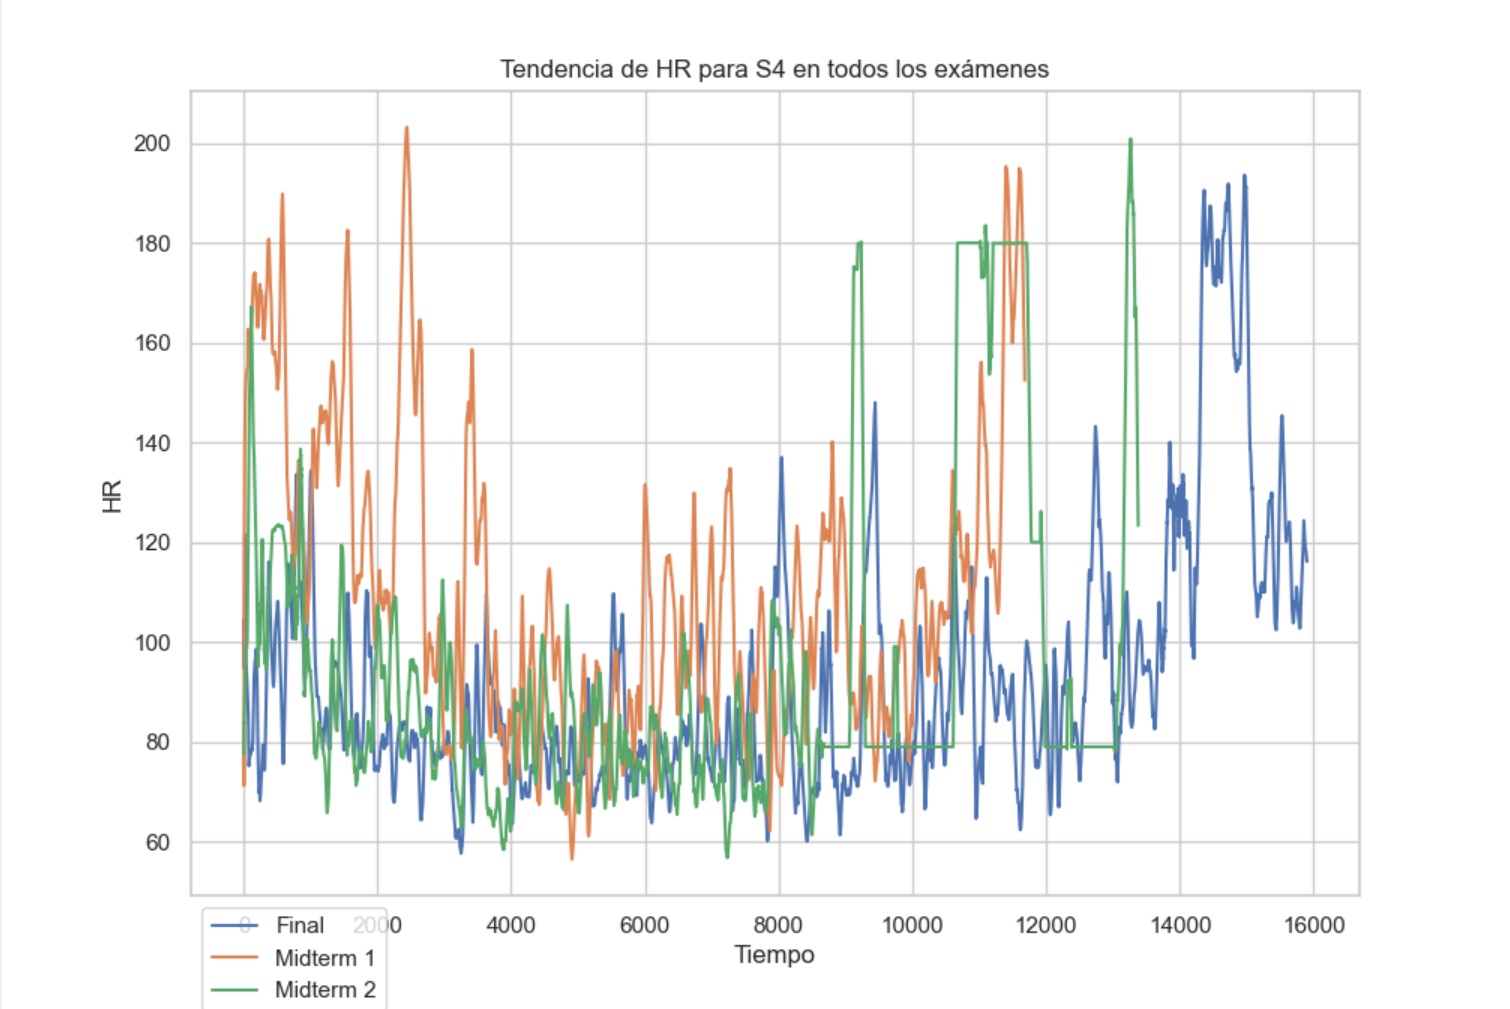 Tendencia de HR para S4 en todos los exámenes
200
180
160
140
120
100
80
60
HR
0 2000 4000 6000 8000 10000 12000 14000 16000
Tiempo
Final
Midterm 1
Midterm 2